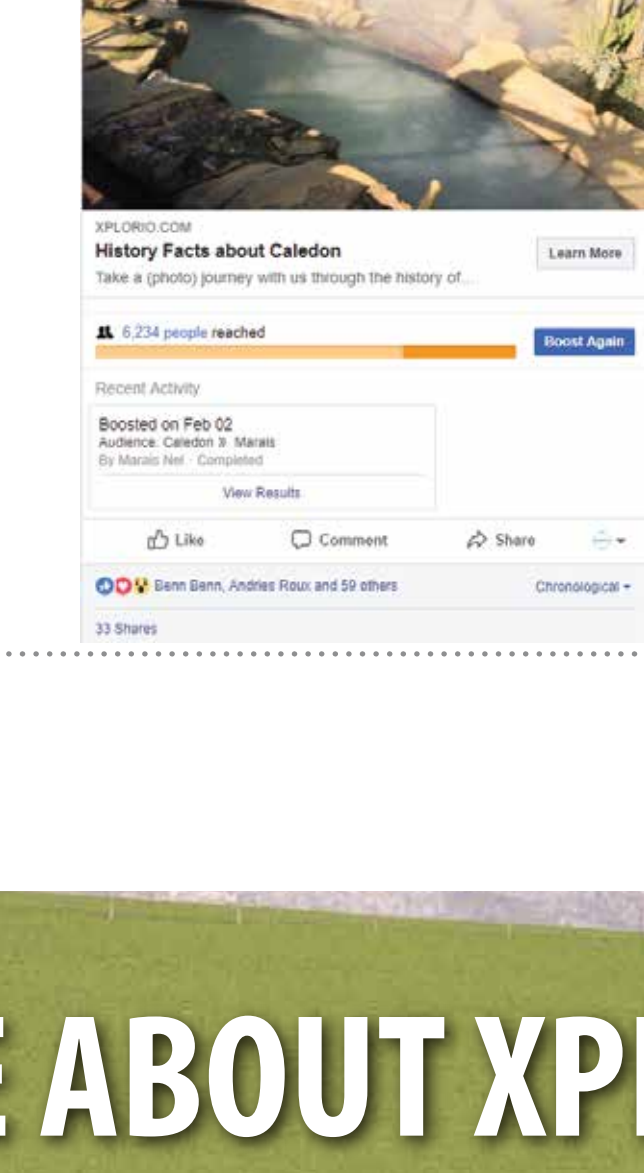 XPLORIO.COM
History Facts about Caledon
Learn More
Take a (photo) journey with us through the history of...
6,234 people reached
Boost Again
Recent Activity
Boosted on Feb 02
Audience: Caledon » Marais
By Marais Nel · Completed
View Results
Like Comment Share
Benn Benn, Andries Roux and 59 others
Chronological
33 Shares
E ABOUT XPL